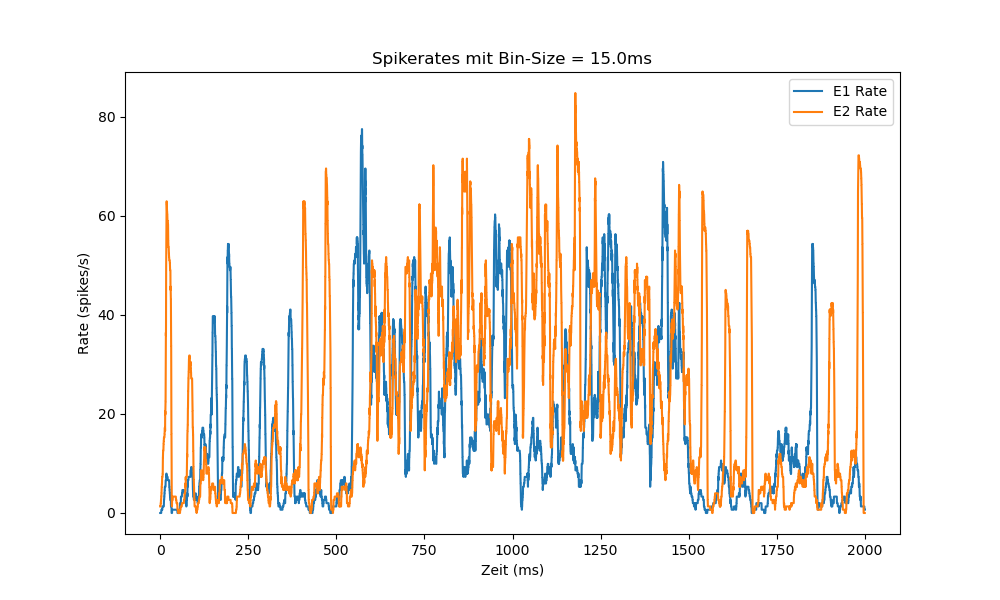 Spikerates mit Bin-Size = 15.0ms
E1 Rate
E2 Rate
Rate (spikes/s)
80
60
40
20
0
0 250 500 750 1000 1250 1500 1750 2000
Zeit (ms)